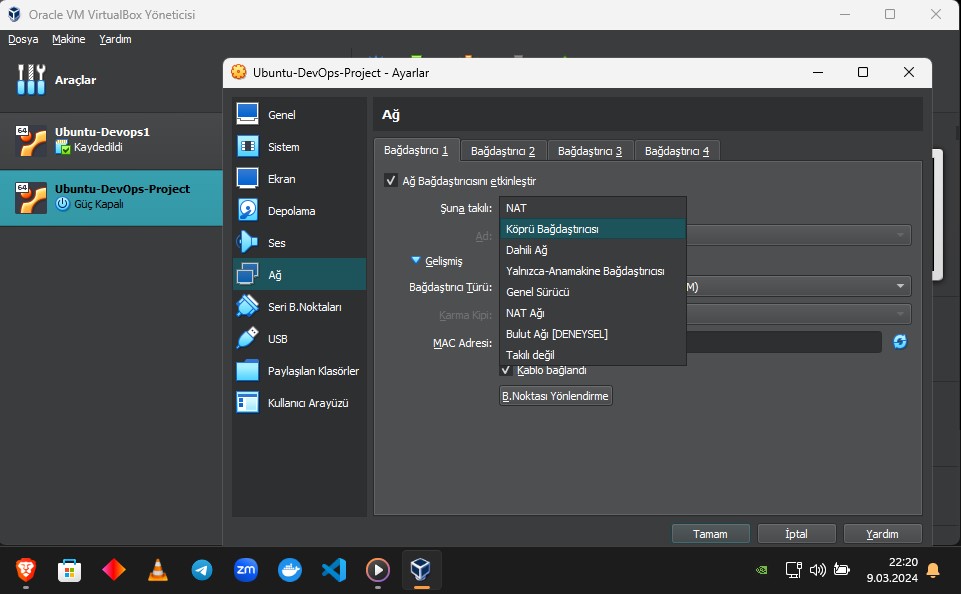 Oracle VM VirtualBox Yöneticisi
Dosya Makine Yardım
Araçlar
64
Ubuntu-Devops1
Kaydedildi
64
Ubuntu-DevOps-Project
Güç Kapalı
Ubuntu-DevOps-Project - Ayarlar
Genel
Sistem
Ekran
Depolama
Ses
Ağ
Seri B.Noktaları
USB
Paylaşılan Klasörler
Kullanıcı Arayüzü
Ağ
Bağdaştırıcı 1 Bağdaştırıcı 2 Bağdaştırıcı 3 Bağdaştırıcı 4
Ağ Bağdaştırıcısını etkinleştir
Şuna takılı:
NAT
Köprü Bağdaştırıcısı
Dahili Ağ
Yalnızca-Anamakine Bağdaştırıcısı
Genel Sürücü
NAT Ağı
Bulut Ağı [DENEYSEL]
Takılı değil
Adı:
Gelişmiş
Bağdaştırıcı Türü: M)
Karma Kipi:
MAC Adresi:
Kablo bağlandı
B.Noktası Yönlendirme
Tamam İptal Yardım
zm
22:20
9.03.2024